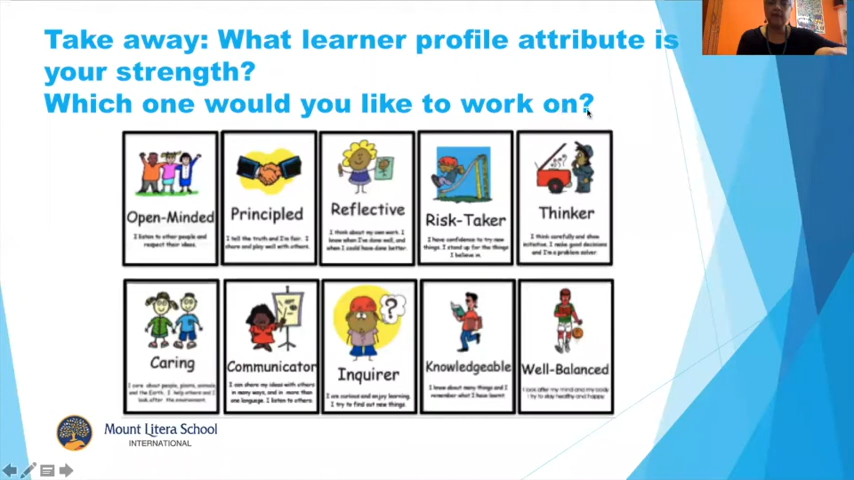 Take away: What learner profile attribute is
your strength?
Which one would you like to work on?
Open-Minded
I listen to other people and
respect their ideas.
Principled
I tell the truth and I'm fair. I
share and play well with others.
Reflective
I think about my own work. I
know when I've done well, and
when I could have done better.
Risk-Taker
I have confidence to try new
things. I stand up for the things
I believe in.
Thinker
I think carefully and show
initiative. I make good decisions
and I'm a problem solver.
Caring
I care about people, plants, animals,
and the Earth. I help others and I
look after the environment.
Communicator
I can share my ideas with others
in many ways, and in more than
one language. I listen to others.
?
Inquirer
I am curious and enjoy learning.
I try to find out new things.
Knowledgeable
I know about many things and I
remember what I have learnt.
Well-Balanced
I look after my mind and my body
I try to stay healthy and happy
Mount Litera School
INTERNATIONAL